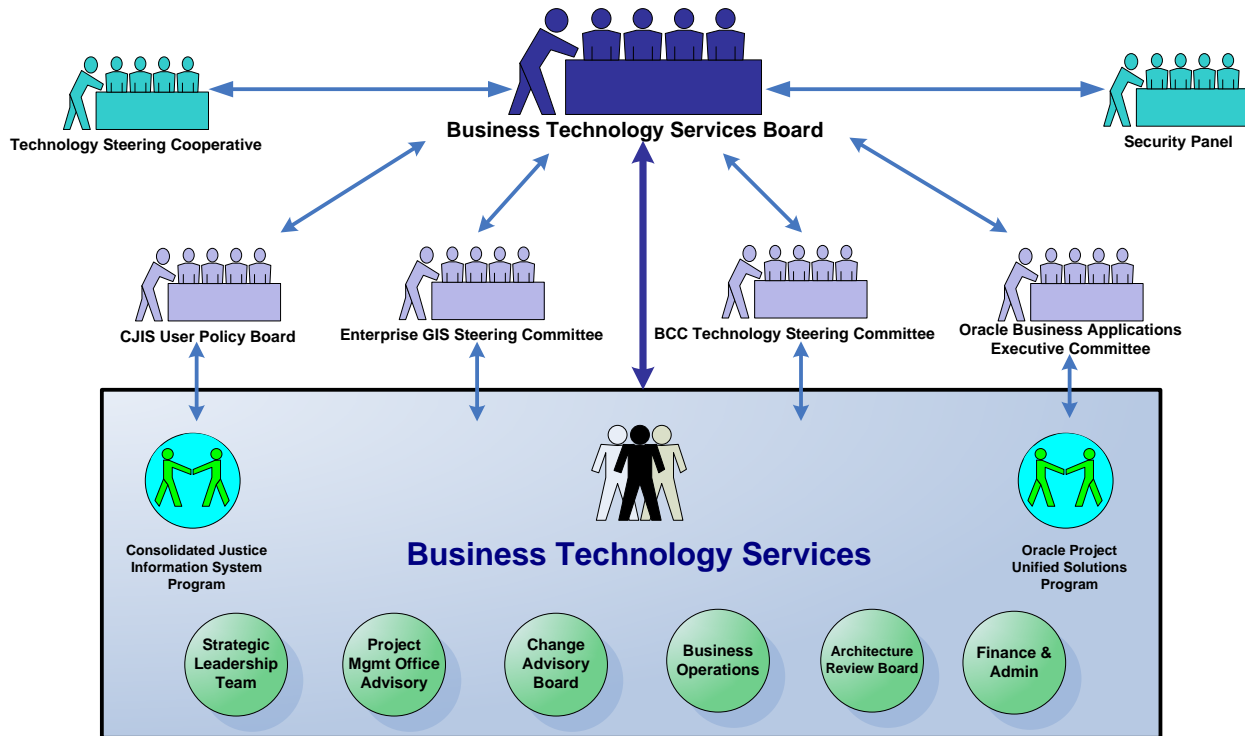 Business Technology Services Board
Technology Steering Cooperative
Security Panel
CJIS User Policy Board
Enterprise GIS Steering Committee
BCC Technology Steering Committee
Oracle Business Applications
Executive Committee
Consolidated Justice
Information System
Program
Business Technology Services
Oracle Project
Unified Solutions
Program
Strategic
Leadership
Team
Project
Mgmt Office
Advisory
Change
Advisory
Board
Business
Operations
Architecture
Review Board
Finance &
Admin